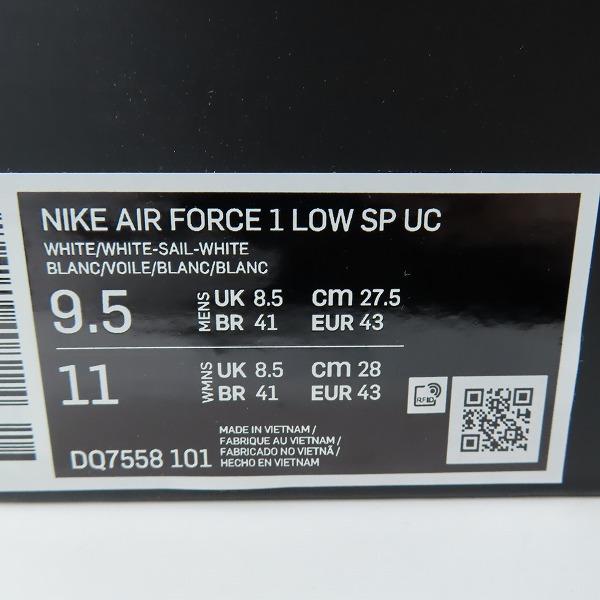 NIKE AIR FORCE 1 LOW SP UC
WHITE/WHITE-SAIL-WHITE
BLANC/VOILE/BLANC/BLANC
9.5 MENS UK 8.5 cm 27.5
BR 41 EUR 43
11 WMNS UK 8.5 cm 28
BR 41 EUR 43
RFID
DQ7558 101
MADE IN VIETNAM /
FABRIQUE AU VIETNAM /
FABRICADO NO VIETNÃ /
HECHO EN VIETNAM